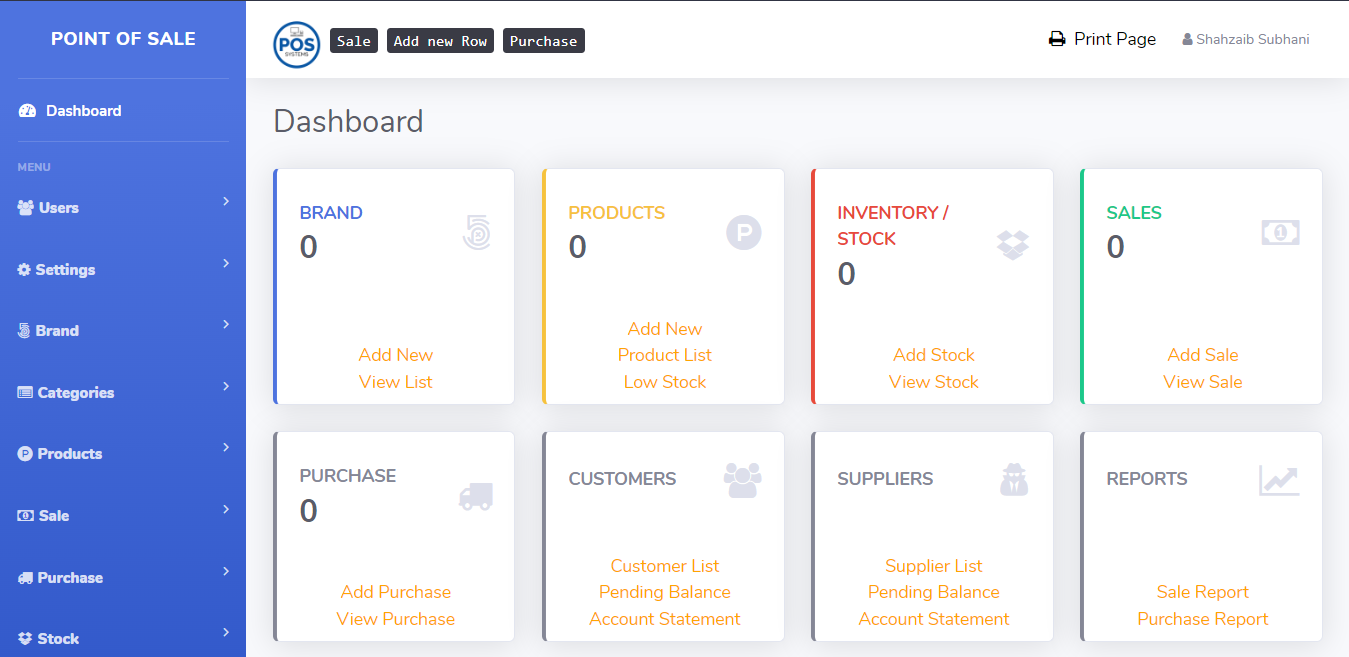 POINT OF SALE
Dashboard
MENU
Users
Settings
Brand
Categories
Products
Sale
Purchase
Stock
POS
SYSTEMS
Sale Add new Row Purchase
Print Page Shahzaib Subhani
Dashboard
BRAND
0
Add New
View List
PRODUCTS
0
Add New
Product List
Low Stock
INVENTORY /
STOCK
0
Add Stock
View Stock
SALES
0
Add Sale
View Sale
PURCHASE
0
Add Purchase
View Purchase
CUSTOMERS
Customer List
Pending Balance
Account Statement
SUPPLIERS
Supplier List
Pending Balance
Account Statement
REPORTS
Sale Report
Purchase Report